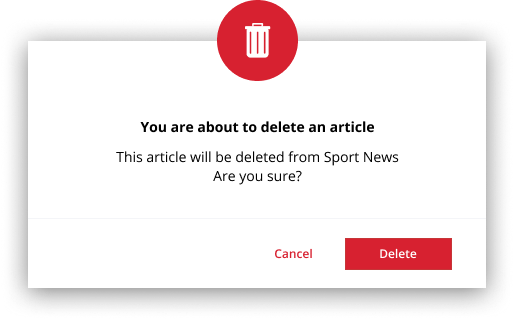 You are about to delete an article
This article will be deleted from Sport News
Are you sure?
Cancel
Delete